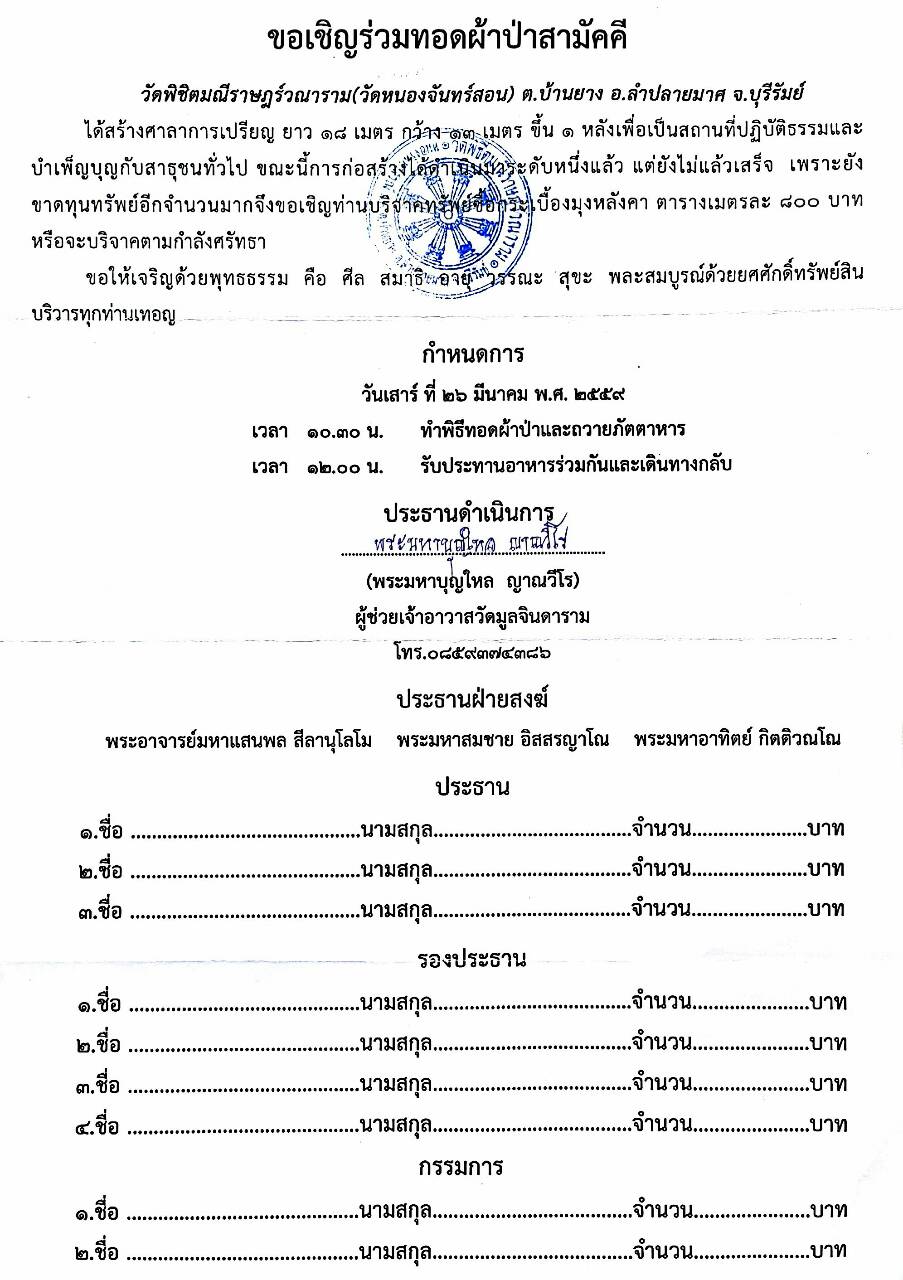 ขอเชิญร่วมทอดผ้าป่าสามัคคี
วัดพิชิตมณีราษฎร์วณาราม(วัดหนองจันทร์สอน) ต.บ้านยาง อ.ลำปลายมาศ จ.บุรีรัมย์
ได้สร้างศาลาการเปรียญ ยาว ๑๘ เมตร กว้าง ๑๓ เมตร ขึ้น ๑ หลังเพื่อเป็นสถานที่ปฏิบัติธรรมและ
บำเพ็ญบุญกับสาธุชนทั่วไป ขณะนี้การก่อสร้างได้ดำเนินมาระดับหนึ่งแล้ว แต่ยังไม่แล้วเสร็จ เพราะยัง
ขาดทุนทรัพย์อีกจำนวนมากจึงขอเชิญท่านบริจาคทรัพย์ซื้อกระเบื้องมุงหลังคา ตารางเมตรละ ๘๐๐ บาท
หรือจะบริจาคตามกำลังศรัทธา
ขอให้เจริญด้วยพุทธธรรม คือ ศีล สมาธิ อายุ วรรณะ สุขะ พละสมบูรณ์ด้วยยศศักดิ์ทรัพย์สิน
บริวารทุกท่านเทอญ
กำหนดการ
วันเสาร์ ที่ ๒๖ มีนาคม พ.ศ. ๒๕๕๙
เวลา ๑๐.๓๐ น. ทำพิธีทอดผ้าป่าและถวายภัตตาหาร
เวลา ๑๒.๐๐ น. รับประทานอาหารร่วมกันและเดินทางกลับ
ประธานดำเนินการ
พระมหาบุญไหล ญาณวีโร
(พระมหาบุญใหล ญาณวีโร)
ผู้ช่วยเจ้าอาวาสวัดมูลจินดาราม
โทร.๐๘๕๙๓๗๔๓๘๖
ประธานฝ่ายสงฆ์
พระอาจารย์มหาแสนพล สีลานุโลโม พระมหาสมชาย อิสสรญาโณ พระมหาอาทิตย์ กิตติวณโณ
ประธาน
๑.ชื่อ ............................................นามสกุล......................................จำนวน......................บาท
๒.ชื่อ ............................................นามสกุล......................................จำนวน......................บาท
๓.ชื่อ ............................................นามสกุล......................................จำนวน......................บาท
รองประธาน
๑.ชื่อ ............................................นามสกุล......................................จำนวน......................บาท
๒.ชื่อ ............................................นามสกุล......................................จำนวน......................บาท
๓.ชื่อ ............................................นามสกุล......................................จำนวน......................บาท
๔.ชื่อ ............................................นามสกุล......................................จำนวน......................บาท
กรรมการ
๑.ชื่อ ............................................นามสกุล......................................จำนวน......................บาท
๒.ชื่อ ............................................นามสกุล......................................จำนวน......................บาท